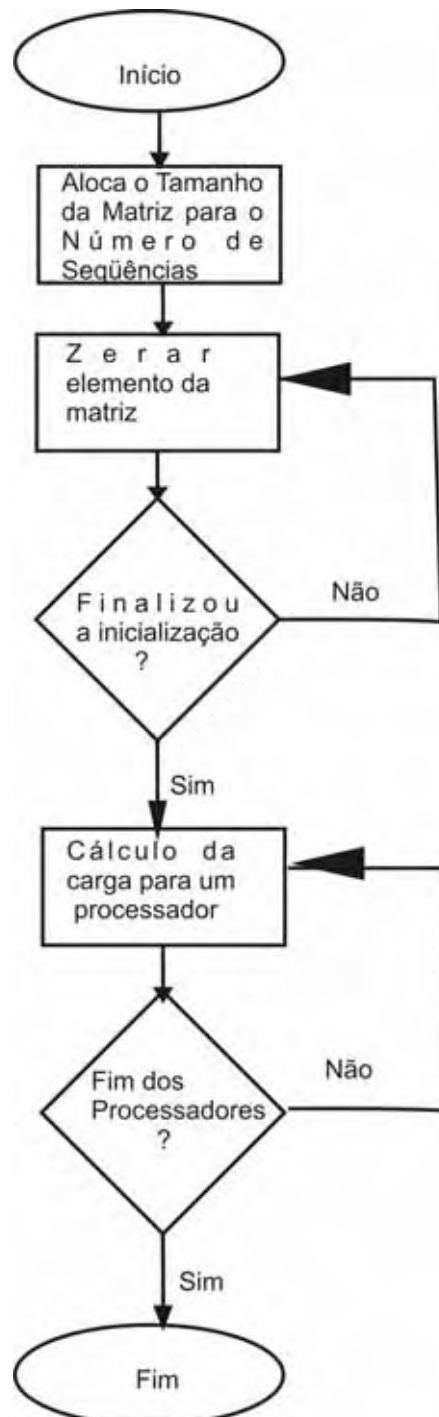 Início
Aloca o Tamanho
da Matriz para o
Número de
Seqüências
Zerar
elemento da
matriz
Finalizou
a inicialização
?
Não
Sim
Cálculo da
carga para um
processador
Fim dos
Processadores
?
Não
Sim
Fim